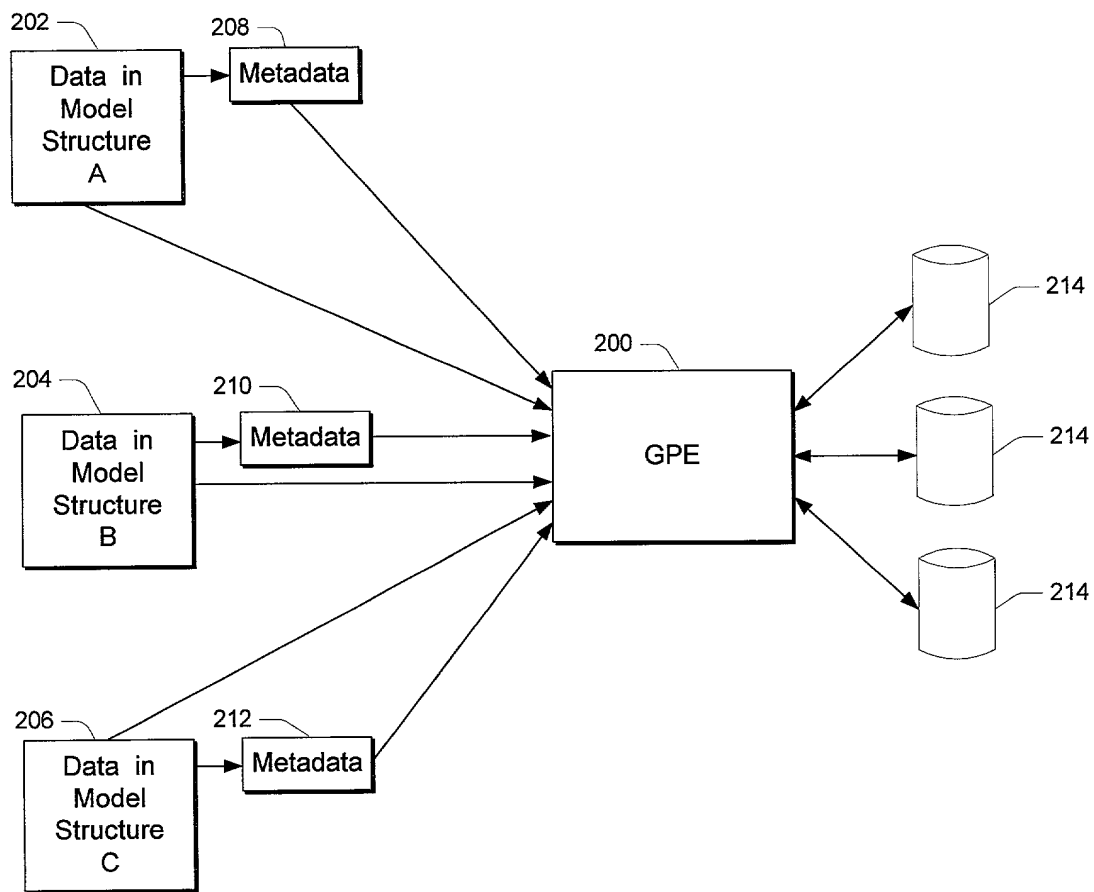 202
Data in
Model
Structure
A
208
Metadata
204
Data in
Model
Structure
B
210
Metadata
206
Data in
Model
Structure
C
212
Metadata
200
GPE
214
214
214